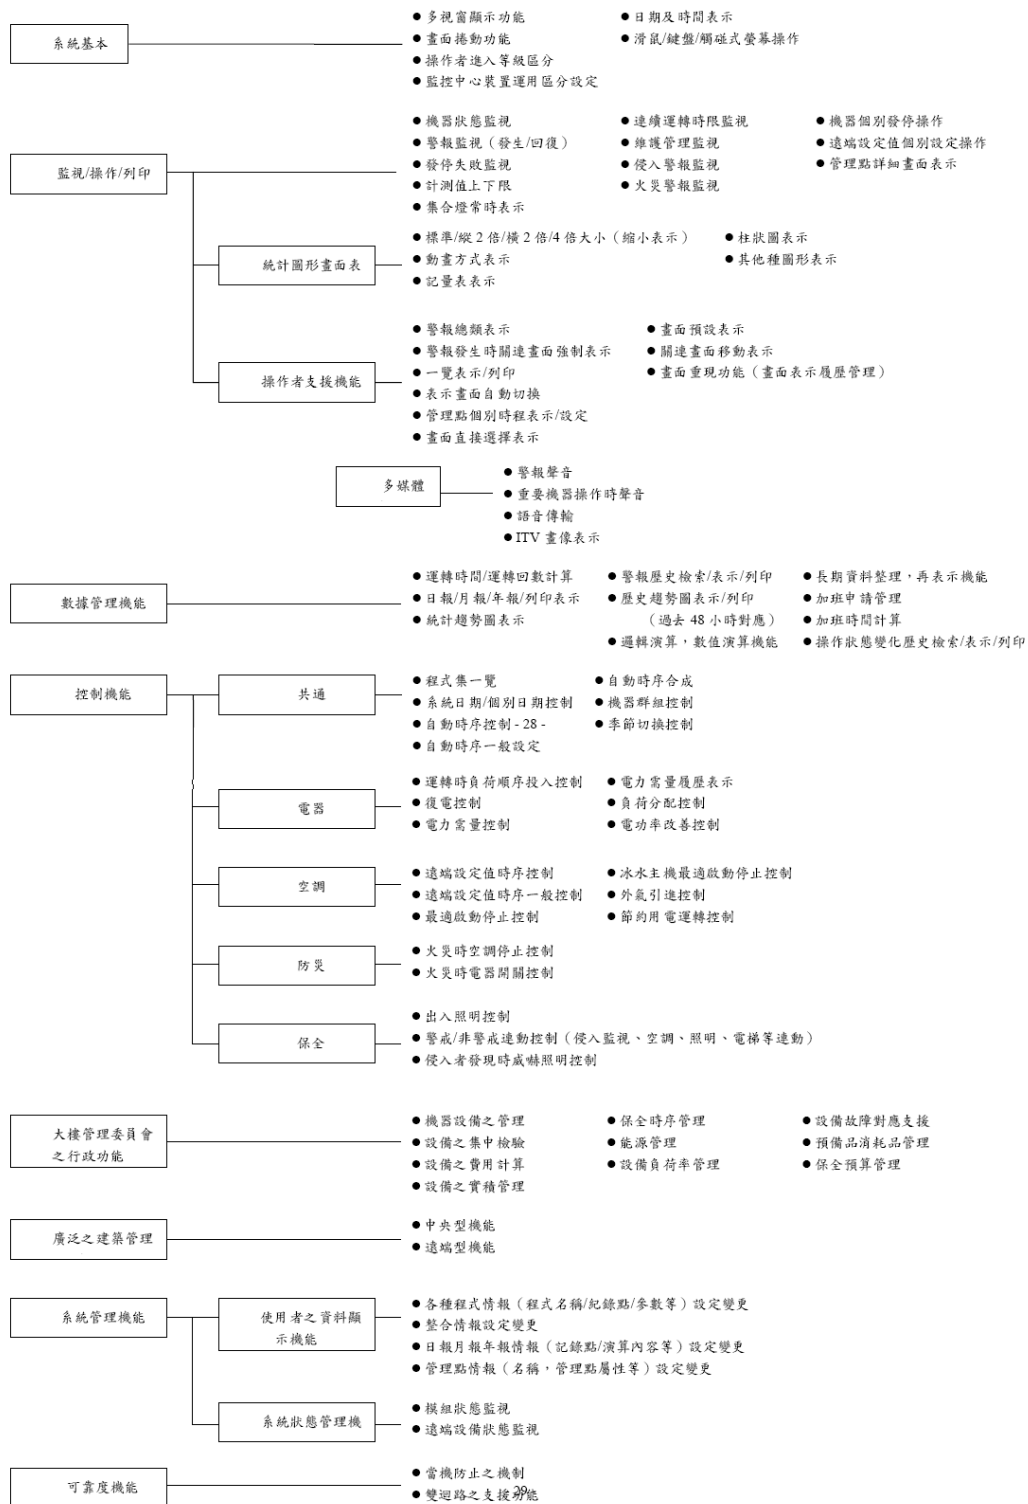 系統基本
● 多視窗顯示功能 ● 日期及時間表示
● 畫面捲動功能 ● 滑鼠/鍵盤/觸碰式螢幕操作
● 操作者進入等級區分
● 監控中心裝置運用區分設定
監視/操作/列印
● 機器狀態監視 ● 連續運轉時限監視 ● 機器個別發停操作
● 警報監視（發生/回復） ● 維護管理監視 ● 遠端設定值個別設定操作
● 發停失敗監視 ● 侵入警報監視 ● 管理點詳細畫面表示
● 計測值上下限 ● 火災警報監視
● 集合燈常時表示
統計圖形畫面表
● 標準/縱 2 倍/橫 2 倍/4 倍大小（縮小表示） ● 柱狀圖表示
● 動畫方式表示 ● 其他種圖形表示
● 記量表表示
操作者支援機能
● 警報總類表示 ● 畫面預設表示
● 警報發生時關連畫面強制表示 ● 關連畫面移動表示
● 一覽表示/列印 ● 畫面重現功能（畫面表示履歷管理）
● 表示畫面自動切換
● 管理點個別時程表示/設定
● 畫面直接選擇表示
多媒體
● 警報聲音
● 重要機器操作時聲音
● 語音傳輸
● ITV 畫像表示
數據管理機能
● 運轉時間/運轉回數計算 ● 警報歷史檢索/表示/列印 ● 長期資料整理，再表示機能
● 日報/月報/年報/列印表示 ● 歷史趨勢圖表示/列印 ● 加班申請管理
● 統計趨勢圖表示 （過去 48 小時對應） ● 加班時間計算
● 邏輯演算，數值演算機能 ● 操作狀態變化歷史檢索/表示/列印
控制機能
共通
● 程式集一覽 ● 自動時序合成
● 系統日期/個別日期控制 ● 機器群組控制
● 自動時序控制 - 28 - ● 季節切換控制
● 自動時序一般設定
電器
● 運轉時負荷順序投入控制 ● 電力需量履歷表示
● 復電控制 ● 負荷分配控制
● 電力需量控制 ● 電功率改善控制
空調
● 遠端設定值時序控制 ● 冰水主機最適啟動停止控制
● 遠端設定值時序一般控制 ● 外氣引進控制
● 最適啟動停止控制 ● 節約用電運轉控制
防災
● 火災時空調停止控制
● 火災時電器開關控制
保全
● 出入照明控制
● 警戒/非警戒連動控制（侵入監視、空調、照明、電梯等連動）
● 侵入者發現時威嚇照明控制
大樓管理委員會
之行政功能
● 機器設備之管理 ● 保全時序管理 ● 設備故障對應支援
● 設備之集中檢驗 ● 能源管理 ● 預備品消耗品管理
● 設備之費用計算 ● 設備負荷率管理 ● 保全預算管理
● 設備之實積管理
廣泛之建築管理
● 中央型機能
● 遠端型機能
系統管理機能
使用者之資料顯
示機能
● 各種程式情報（程式名稱/紀錄點/參數等）設定變更
● 整合情報設定變更
● 日報月報年報情報（記錄點/演算內容等）設定變更
● 管理點情報（名稱，管理點屬性等）設定變更
系統狀態管理機
● 模組狀態監視
● 遠端設備狀態監視
可靠度機能
● 當機防止之機制
● 雙迴路之支援功能
29